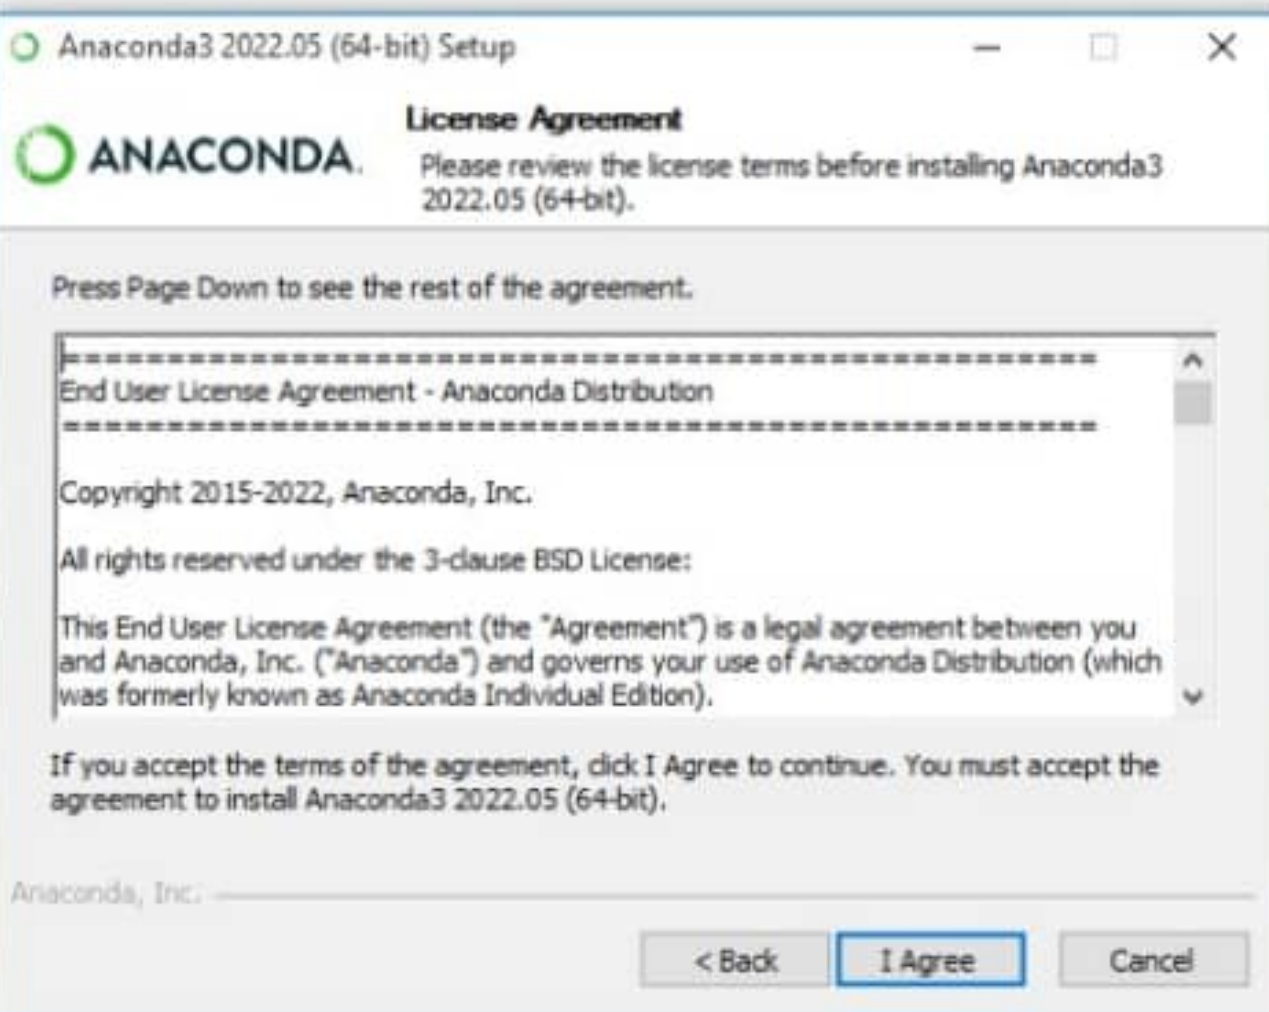 Anaconda3 2022.05 (64-bit) Setup
ANACONDA.
License Agreement
Please review the license terms before installing Anaconda3
2022.05 (64-bit).
Press Page Down to see the rest of the agreement.
==================================================
End User License Agreement - Anaconda Distribution
==================================================
Copyright 2015-2022, Anaconda, Inc.
All rights reserved under the 3-clause BSD License:
This End User License Agreement (the "Agreement") is a legal agreement between you
and Anaconda, Inc. ("Anaconda") and governs your use of Anaconda Distribution (which
was formerly known as Anaconda Individual Edition).
If you accept the terms of the agreement, click I Agree to continue. You must accept the
agreement to install Anaconda3 2022.05 (64-bit).
Anaconda, Inc.
< Back
I Agree
Cancel